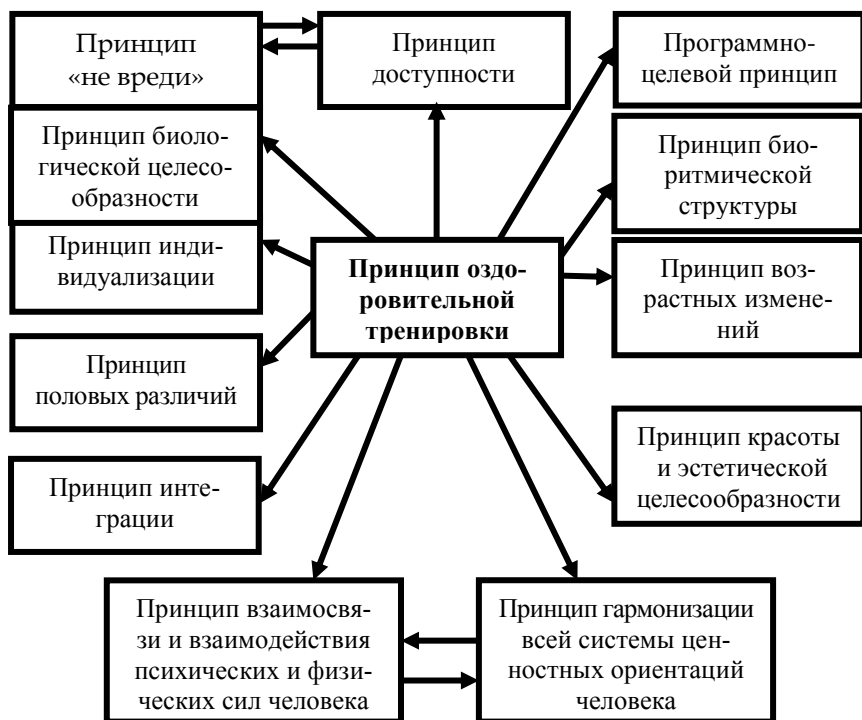 Принцип
«не вреди»
Принцип
доступности
Программно-
целевой принцип
Принцип биоло-
гической целесо-
образности
Принцип био-
ритмической
структуры
Принцип инди-
видуализации
Принцип оздо-
ровительной
тренировки
Принцип воз-
растных измене-
ний
Принцип
половых различий
Принцип красоты
и эстетической
целесообразности
Принцип инте-
грации
Принцип взаимосвя-
зи и взаимодействия
психических и физи-
ческих сил человека
Принцип гармонизации
всей системы цен-
ностных ориентаций
человека